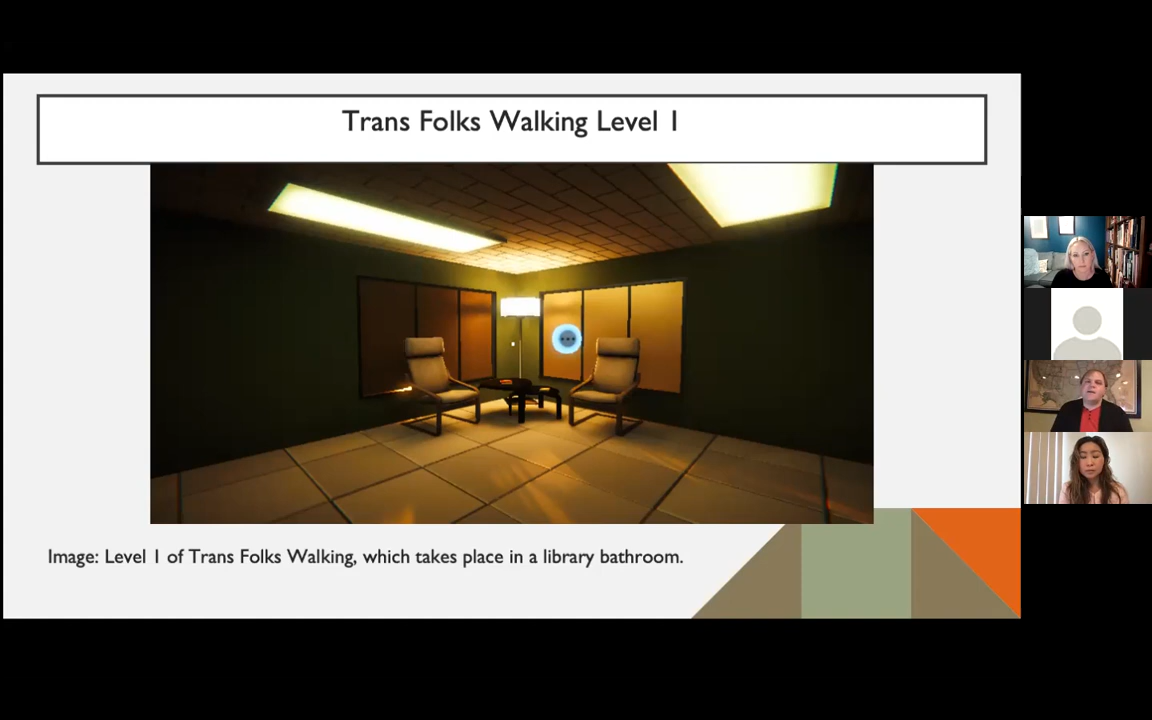 Trans Folks Walking Level 1
Image: Level 1 of Trans Folks Walking, which takes place in a library bathroom.